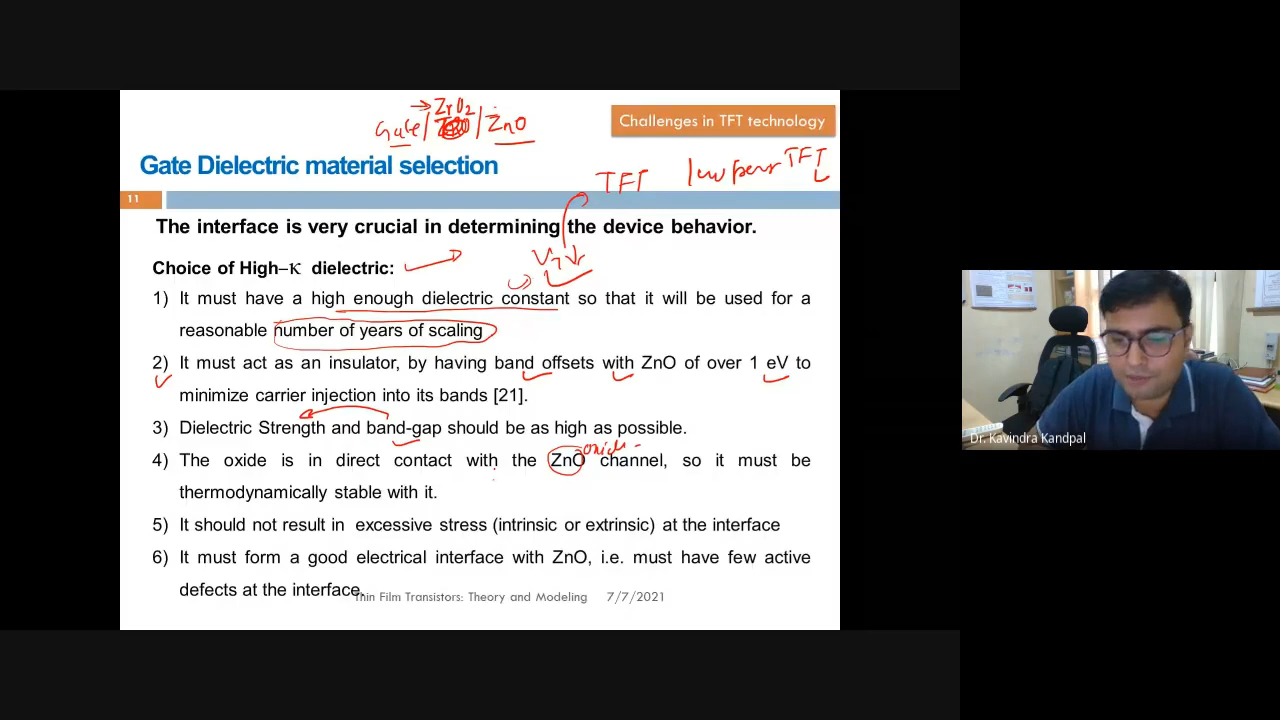 → ZrO2
Gate / / ZnO
Challenges in TFT technology
Gate Dielectric material selection
TFT
low power TFT
11
The interface is very crucial in determining the device behavior.
Choice of High-κ dielectric:
1) It must have a high enough dielectric constant so that it will be used for a
reasonable number of years of scaling
2) It must act as an insulator, by having band offsets with ZnO of over 1 eV to
minimize carrier injection into its bands [21].
3) Dielectric Strength and band-gap should be as high as possible.
oxide
4) The oxide is in direct contact with the ZnO channel, so it must be
thermodynamically stable with it.
5) It should not result in excessive stress (intrinsic or extrinsic) at the interface
6) It must form a good electrical interface with ZnO, i.e. must have few active
defects at the interface.
Thin Film Transistors: Theory and Modeling 7/7/2021
Dr. Kavindra Kandpal